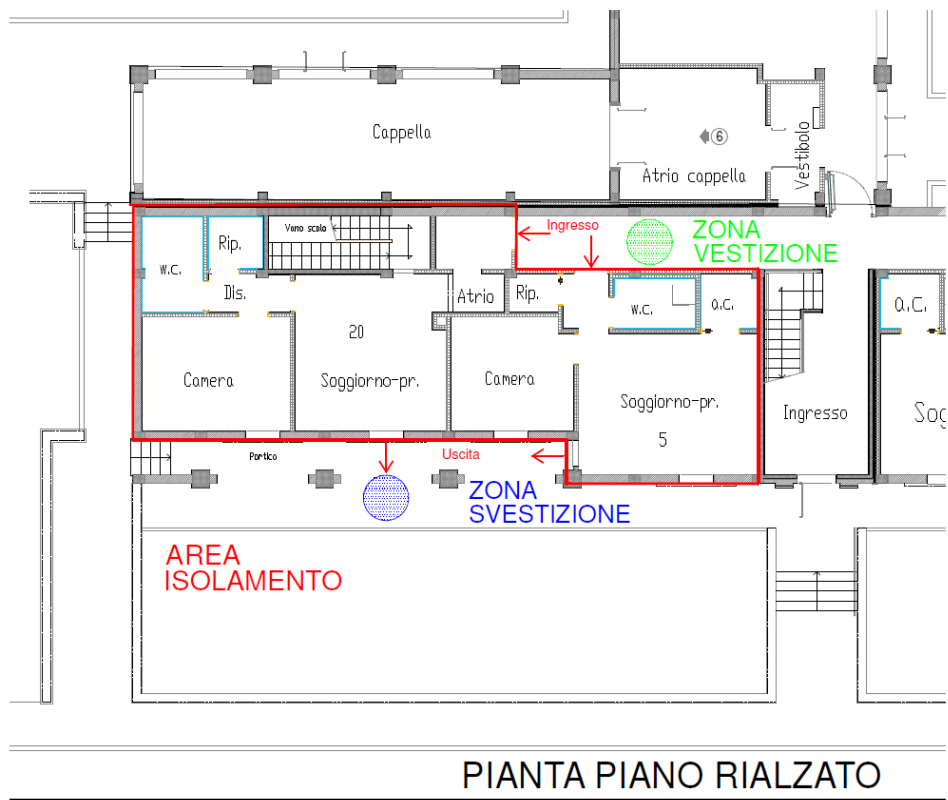 Cappella
6
Atrio cappella
Vestibolo
Rip.
Vano scala
Ingresso
ZONA
VESTIZIONE
w.c.
Dis.
Atrio
Rip.
w.c.
a.c.
a.c.
20
Camera
Soggiorno-pr.
Camera
Soggiorno-pr.
Ingresso
Sog
5
Portico
Uscita
ZONA
SVESTIZIONE
AREA
ISOLAMENTO
PIANTA PIANO RIALZATO